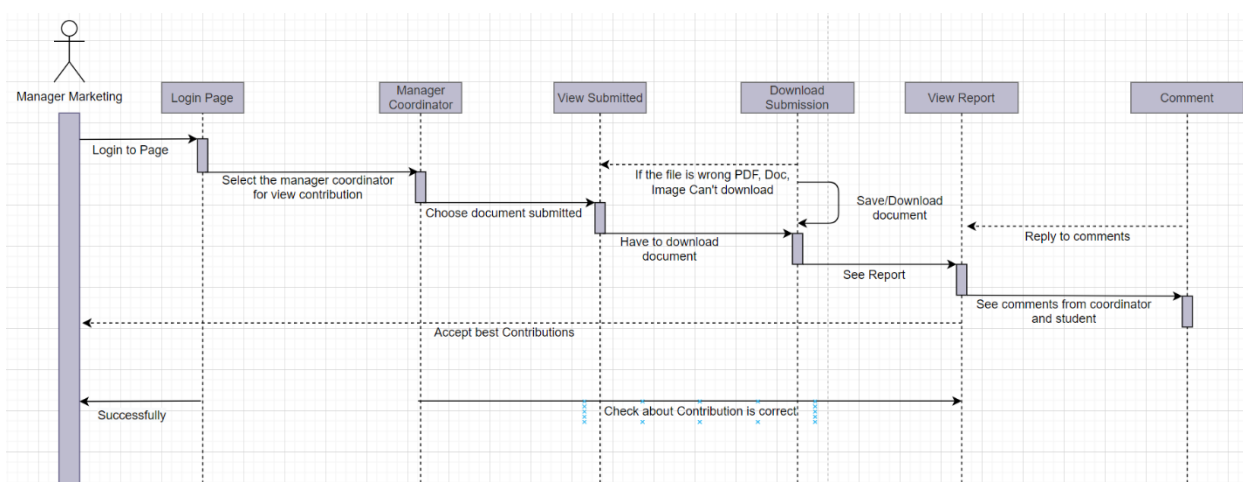 Manager Marketing
Login Page
Manager
Coordinator
View Submitted
Download
Submission
View Report
Comment
Login to Page
Select the manager coordinator
for view contribution
Choose document submitted
If the file is wrong PDF, Doc,
Image Can't download
Save/Download
document
Have to download
document
Reply to comments
See Report
See comments from coordinator
and student
Accept best Contributions
Successfully
Check about Contribution is correct